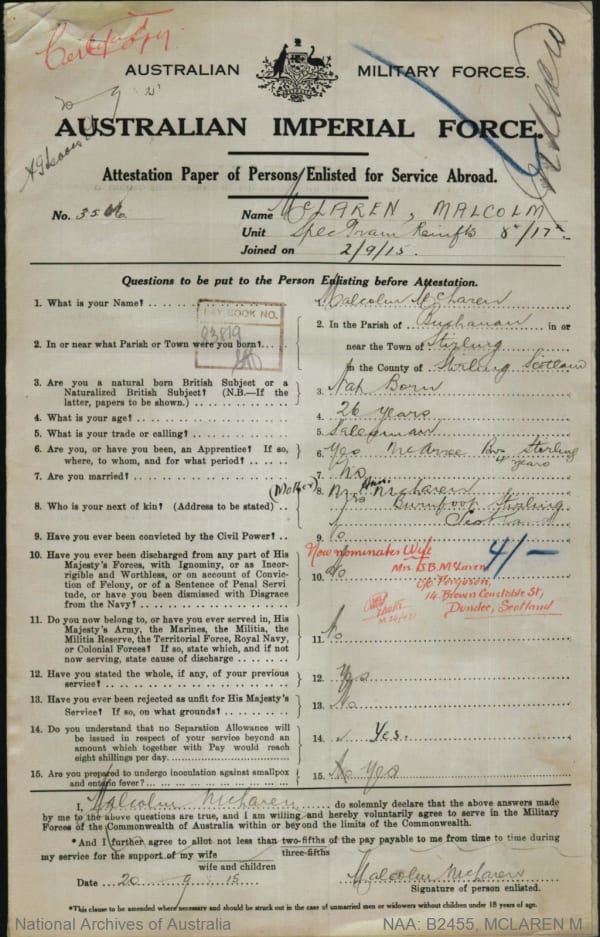 Certified Copy
AUSTRALIAN MILITARY FORCES.
AUSTRALIAN IMPERIAL FORCE.
Attestation Paper of Persons Enlisted for Service Abroad.
No. Name McLAREN, MALCOLM
Unit Reinfts 8/17
Joined on 2/9/15.
Questions to be put to the Person Enlisting before Attestation.
1. What is your Name? 1. Malcolm McLaren
PAY BOOK NO.
2. In or near what Parish or Town were you born? 2. In the Parish of Buchanan in or
near the Town of Stirling
in the County of Stirling Scotland
3. Are you a natural born British Subject or a
Naturalized British Subject? (N.B.—If the
latter, papers to be shown.) 3. Nat Born
4. What is your age? 4. 26 years
5. What is your trade or calling? 5. Salesman
6. Are you, or have you been, an Apprentice? If so,
where, to whom, and for what period? 6. Yes Stirling
4 years
7. Are you married? 7. No
8. Who is your next of kin? (Address to be stated) (Mother) 8. Mrs McLaren
Stirling
Scotland
9. Have you ever been convicted by the Civil Power? 9. No
10. Have you ever been discharged from any part of His
Majesty's Forces, with Ignominy, or as Incor-
rigible and Worthless, or on account of Convic-
tion of Felony, or of a Sentence of Penal Servi-
tude, or have you been dismissed with Disgrace
from the Navy? 10. No
Now nominates Wife 4/-
Mrs B. McLaren
c/o Ferguson,
14 Brown Constable St,
Dundee, Scotland
11. Do you now belong to, or have you ever served in, His
Majesty's Army, the Marines, the Militia, the
Militia Reserve, the Territorial Force, Royal Navy,
or Colonial Forces? If so, state which, and if not
now serving, state cause of discharge 11. No
12. Have you stated the whole, if any, of your previous
service? 12. Yes
13. Have you ever been rejected as unfit for His Majesty's
Service? If so, on what grounds? 13. No
14. Do you understand that no Separation Allowance will
be issued in respect of your service beyond an
amount which together with Pay would reach
eight shillings per day. 14. Yes.
15. Are you prepared to undergo inoculation against smallpox
and enteric fever? 15. No Yes
I, Malcolm McLaren do solemnly declare that the above answers made
by me to the above questions are true, and I am willing and hereby voluntarily agree to serve in the Military
Forces of the Commonwealth of Australia within or beyond the limits of the Commonwealth.
*And I further agree to allot not less than two-fifths of the pay payable to me from time to time during
three-fifths
my service for the support of my wife
wife and children
Date 20 9 15 Malcolm McLaren
Signature of person enlisted.
*This clause to be amended where necessary and should be struck out in the case of unmarried men or widowers without children under 18 years of age.
National Archives of Australia NAA: B2455, MCLAREN M